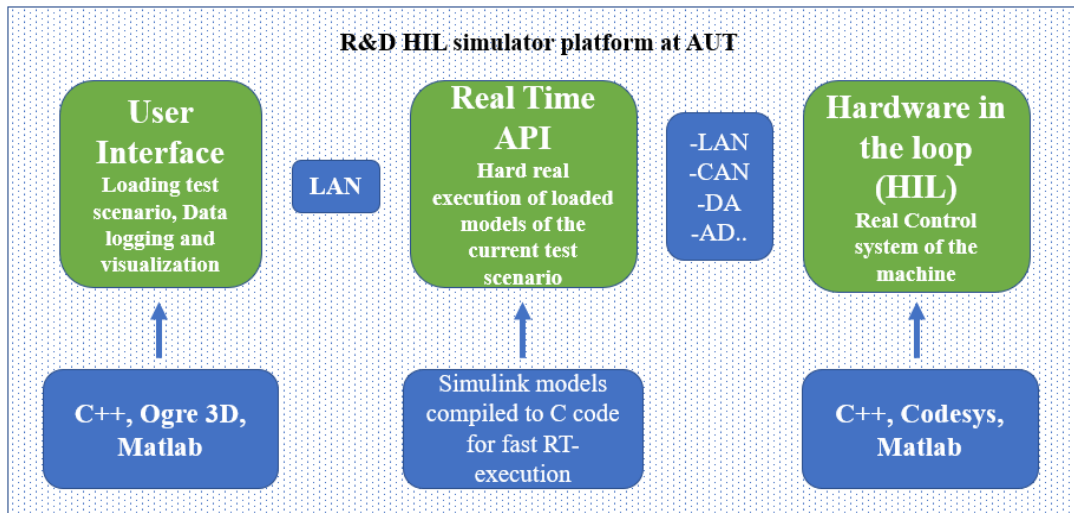 R&D HIL simulator platform at AUT
User
Interface
Loading test
scenario, Data
logging and
visualization
LAN
Real Time
API
Hard real
execution of loaded
models of the
current test
scenario
-LAN
-CAN
-DA
-AD..
Hardware in
the loop
(HIL)
Real Control
system of the
machine
C++, Ogre 3D,
Matlab
Simulink models
compiled to C code
for fast RT-
execution
C++, Codesys,
Matlab